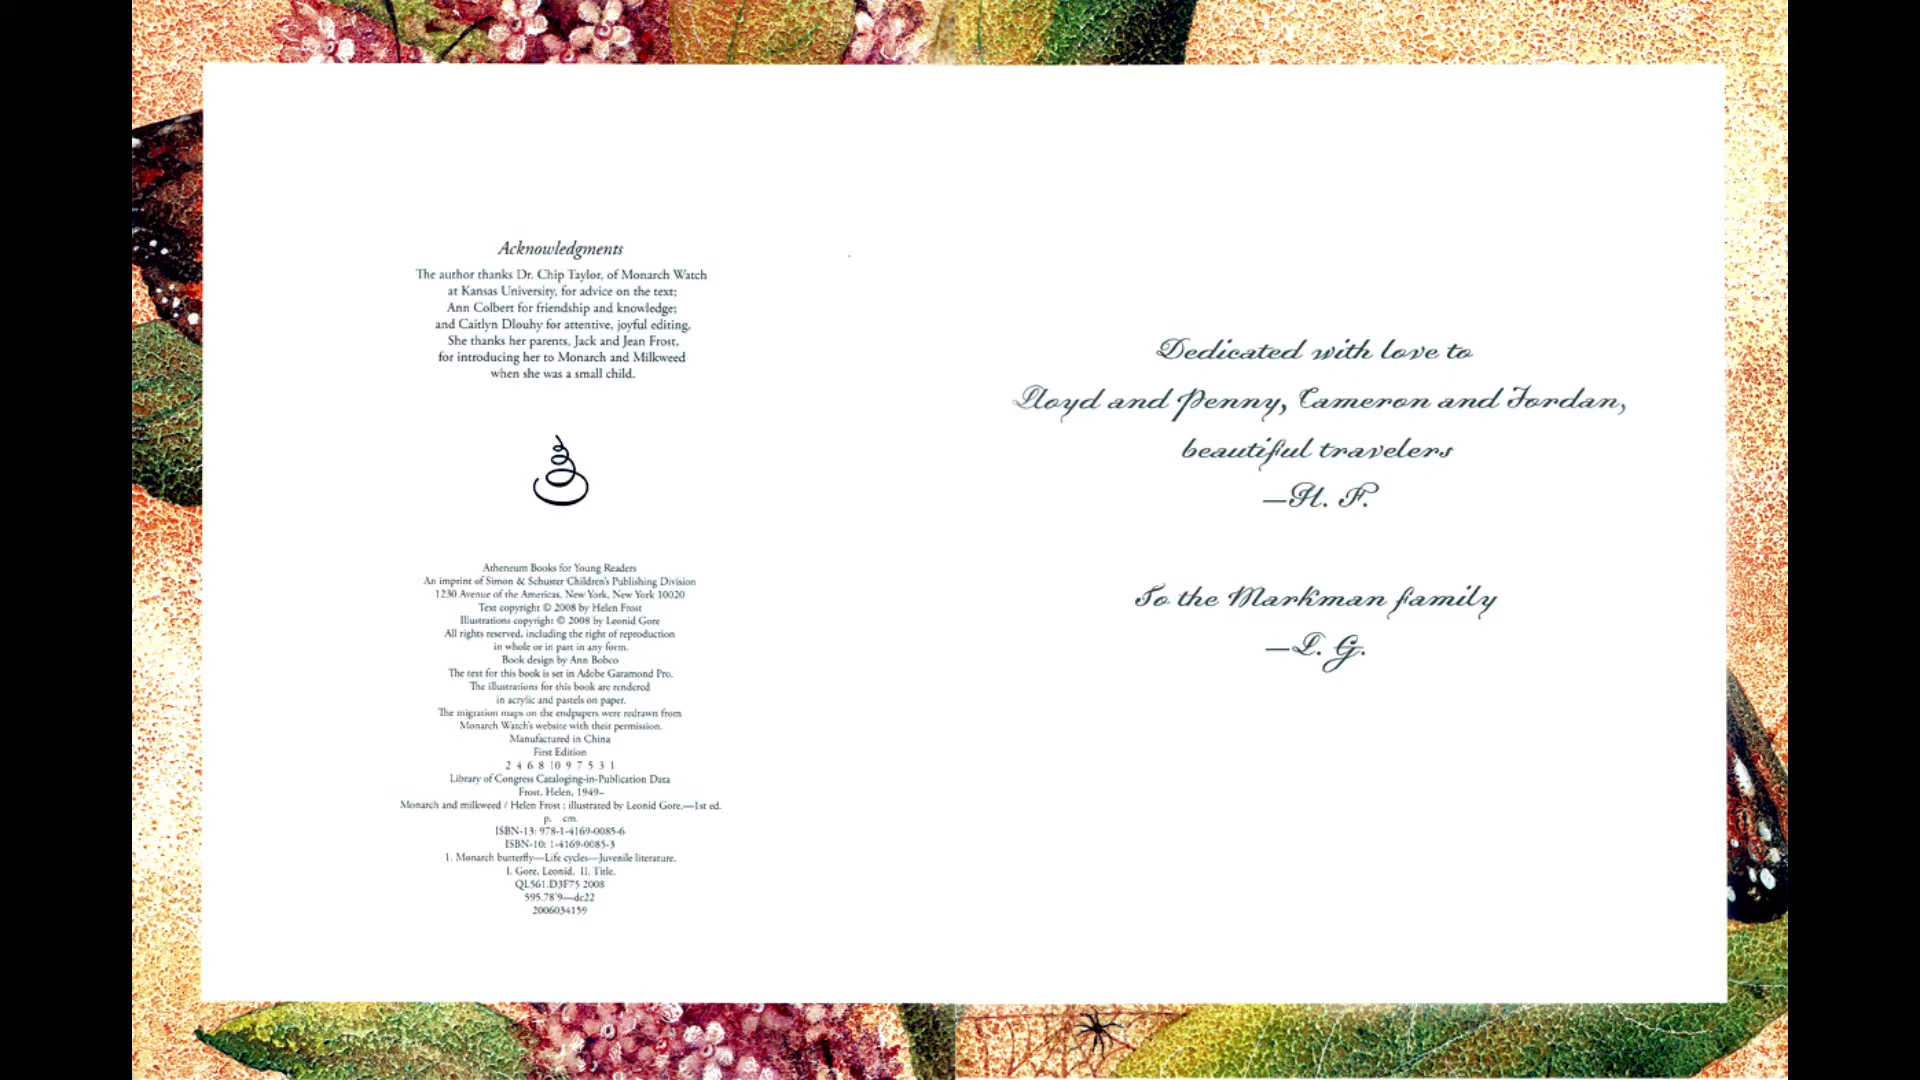 Acknowledgments
The author thanks Dr. Chip Taylor, of Monarch Watch
at Kansas University, for advice on the text;
Ann Colbert for friendship and knowledge;
and Caitlyn Dlouhy for attentive, joyful editing.
She thanks her parents, Jack and Jean Frost,
for introducing her to Monarch and Milkweed
when she was a small child.
Atheneum Books for Young Readers
An imprint of Simon & Schuster Children's Publishing Division
1230 Avenue of the Americas, New York, New York 10020
Text copyright © 2008 by Helen Frost
Illustrations copyright © 2008 by Leonid Gore
All rights reserved, including the right of reproduction
in whole or in part in any form.
Book design by Ann Bobco
The text for this book is set in Adobe Garamond Pro.
The illustrations for this book are rendered
in acrylic and pastels on paper.
The migration maps on the endpapers were redrawn from
Monarch Watch's website with their permission.
Manufactured in China
First Edition
2 4 6 8 10 9 7 5 3 1
Library of Congress Cataloging-in-Publication Data
Frost, Helen, 1949–
Monarch and milkweed / Helen Frost ; illustrated by Leonid Gore.—1st ed.
p. cm.
ISBN-13: 978-1-4169-0085-6
ISBN-10: 1-4169-0085-3
1. Monarch butterfly—Life cycles—Juvenile literature.
I. Gore, Leonid. II. Title.
QL561.D3F75 2008
595.78'9—dc22
2006034159
Dedicated with love to
Lloyd and Penny, Cameron and Jordan,
beautiful travelers
—H. F.
To the Markman family
—L. G.